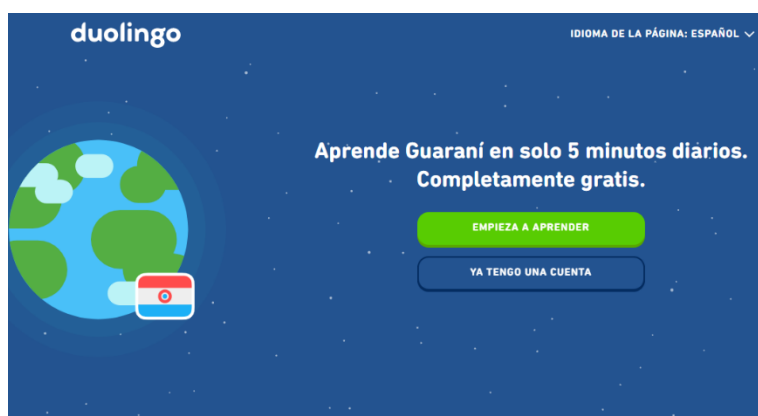 duolingo
IDIOMA DE LA PÁGINA: ESPAÑOL
Aprende Guaraní en solo 5 minutos diários.
Completamente gratis.
EMPIEZA A APRENDER
YA TENGO UNA CUENTA